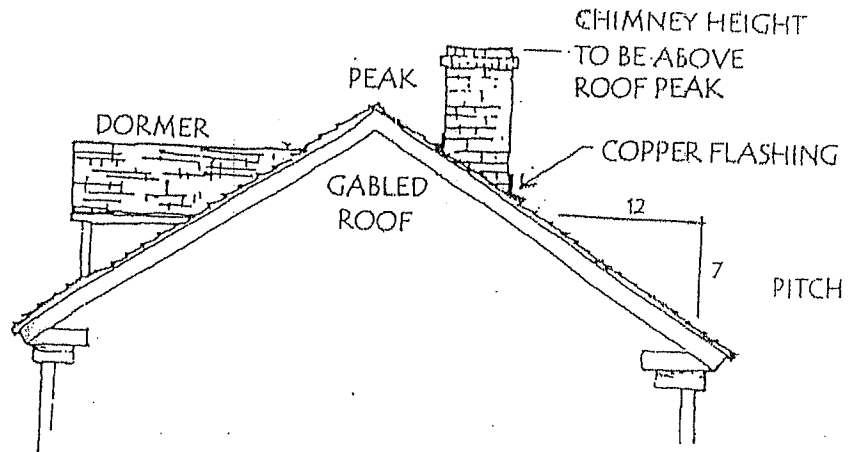 CHIMNEY HEIGHT
TO BE ABOVE
ROOF PEAK
PEAK
DORMER
COPPER FLASHING
GABLED
ROOF
12
7
PITCH